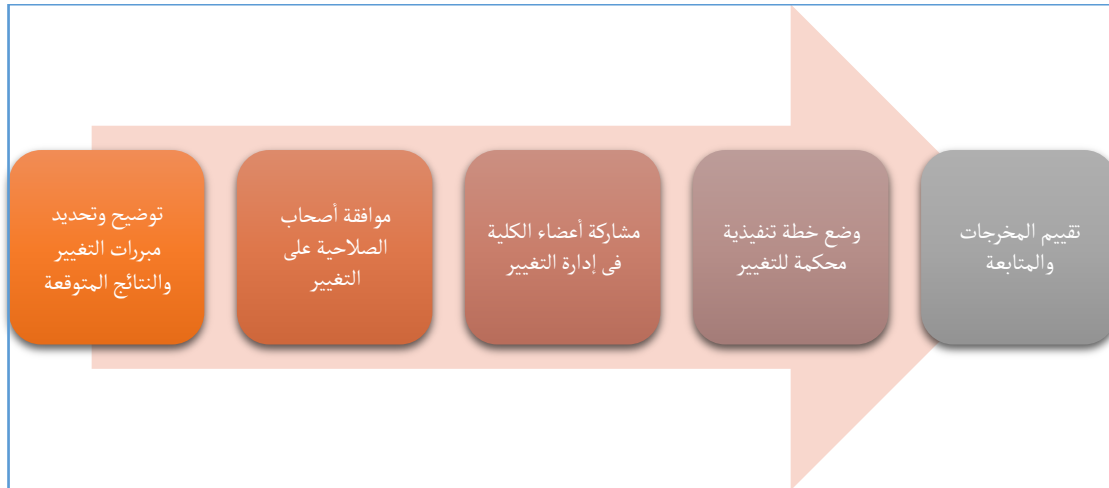 توضيح وتحديد
مبررات التغيير
والنتائج المتوقعة
موافقة أصحاب
الصلاحية على
التغيير
مشاركة أعضاء الكلية
فى إدارة التغيير
وضع خطة تنفيذية
محكمة للتغيير
تقييم المخرجات
والمتابعة